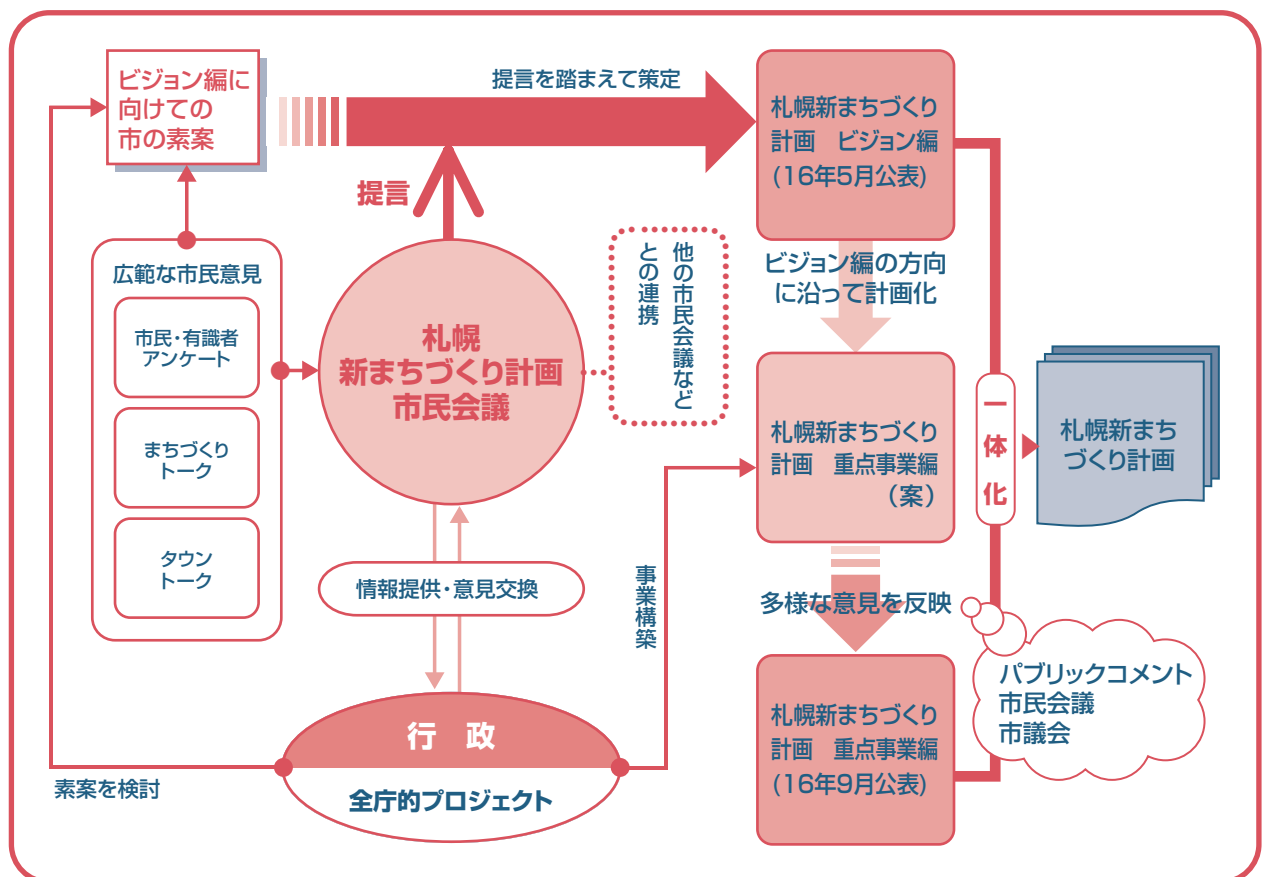 ビジョン編に
向けての
市の素案
提言を踏まえて策定
札幌新まちづくり
計画　ビジョン編
(16年5月公表)
提言
広範な市民意見
市民・有識者
アンケート
まちづくり
トーク
タウン
トーク
札幌
新まちづくり計画
市民会議
他の市民会議など
との連携
ビジョン編の方向
に沿って計画化
札幌新まちづくり
計画　重点事業編
（案）
一体化
札幌新まち
づくり計画
情報提供・意見交換
事業構築
多様な意見を反映
パブリックコメント
市民会議
市議会
札幌新まちづくり
計画　重点事業編
(16年9月公表)
行　政
全庁的プロジェクト
素案を検討